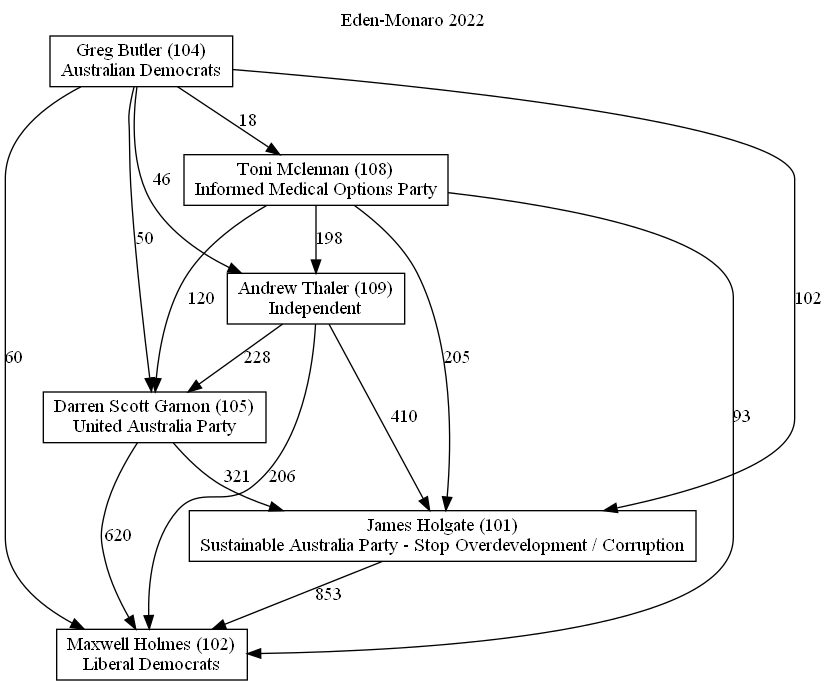 Eden-Monaro 2022
Greg Butler (104)
Australian Democrats
18
Toni Mclennan (108)
Informed Medical Options Party
46
50
198
120
Andrew Thaler (109)
Independent
102
60
228
205
Darren Scott Garnon (105)
United Australia Party
410
93
321
206
James Holgate (101)
Sustainable Australia Party - Stop Overdevelopment / Corruption
620
853
Maxwell Holmes (102)
Liberal Democrats